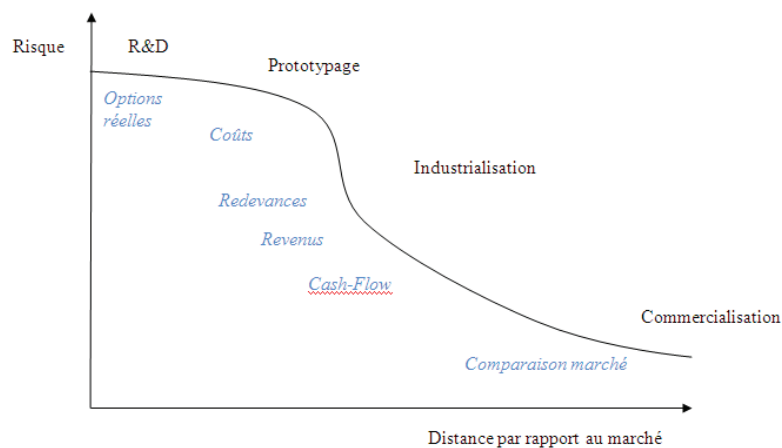 Risque
R&D
Prototypage
Options
réelles
Coûts
Industrialisation
Redevances
Revenus
Cash-Flow
Commercialisation
Comparaison marché
Distance par rapport au marché